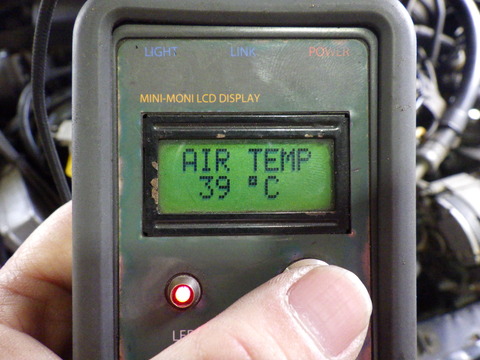 LIGHT LINK POWER
MINI-MONI LCD DISPLAY
AIR TEMP
39 °C